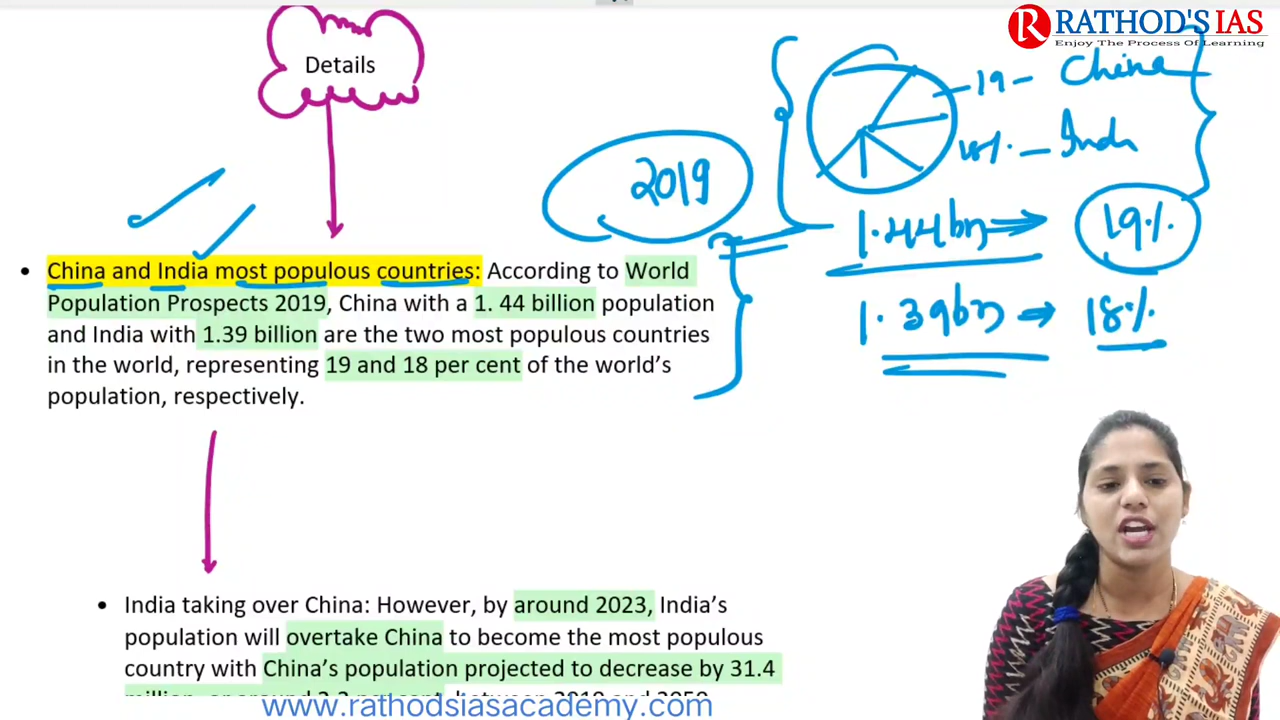 RATHOD'S IAS
Enjoy The Process Of Learning
Details
19 - China
18%. - India
2019
1.44bn → 19%.
1.39bn → 18%.
• China and India most populous countries: According to World
Population Prospects 2019, China with a 1. 44 billion population
and India with 1.39 billion are the two most populous countries
in the world, representing 19 and 18 per cent of the world's
population, respectively.
• India taking over China: However, by around 2023, India's
population will overtake China to become the most populous
country with China's population projected to decrease by 31.4
www.rathodsiasacademy.com